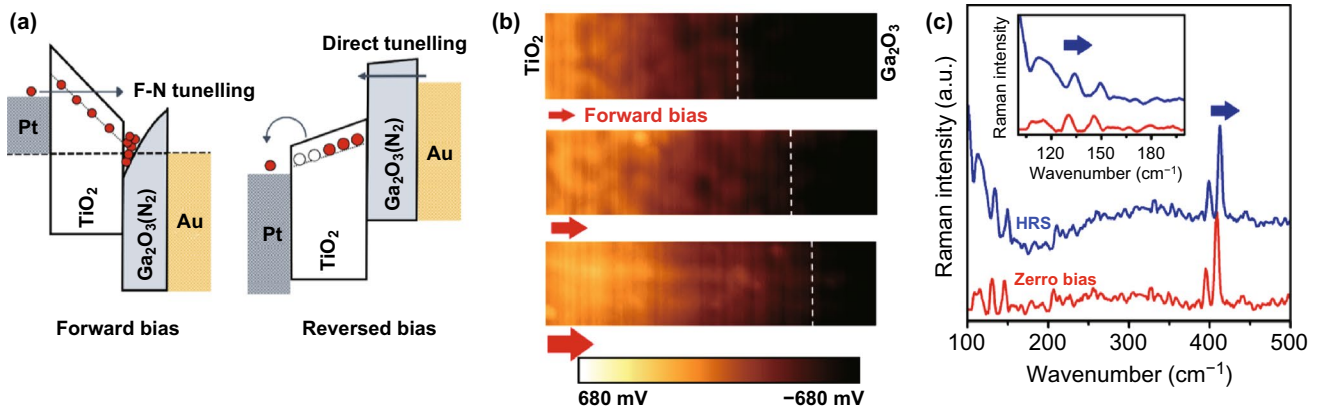 (a)
F-N tunelling
Pt
TiO₂
Ga₂O₃(N₂)
Au
Forward bias
Direct tunelling
Pt
TiO₂
Ga₂O₃(N₂)
Au
Reversed bias
(b)
TiO₂
Ga₂O₃
Forward bias
680 mV
−680 mV
(c)
Raman intensity (a.u.)
Raman intensity
120 150 180
Wavenumber (cm⁻¹)
HRS
Zerro bias
100 200 300 400 500
Wavenumber (cm⁻¹)